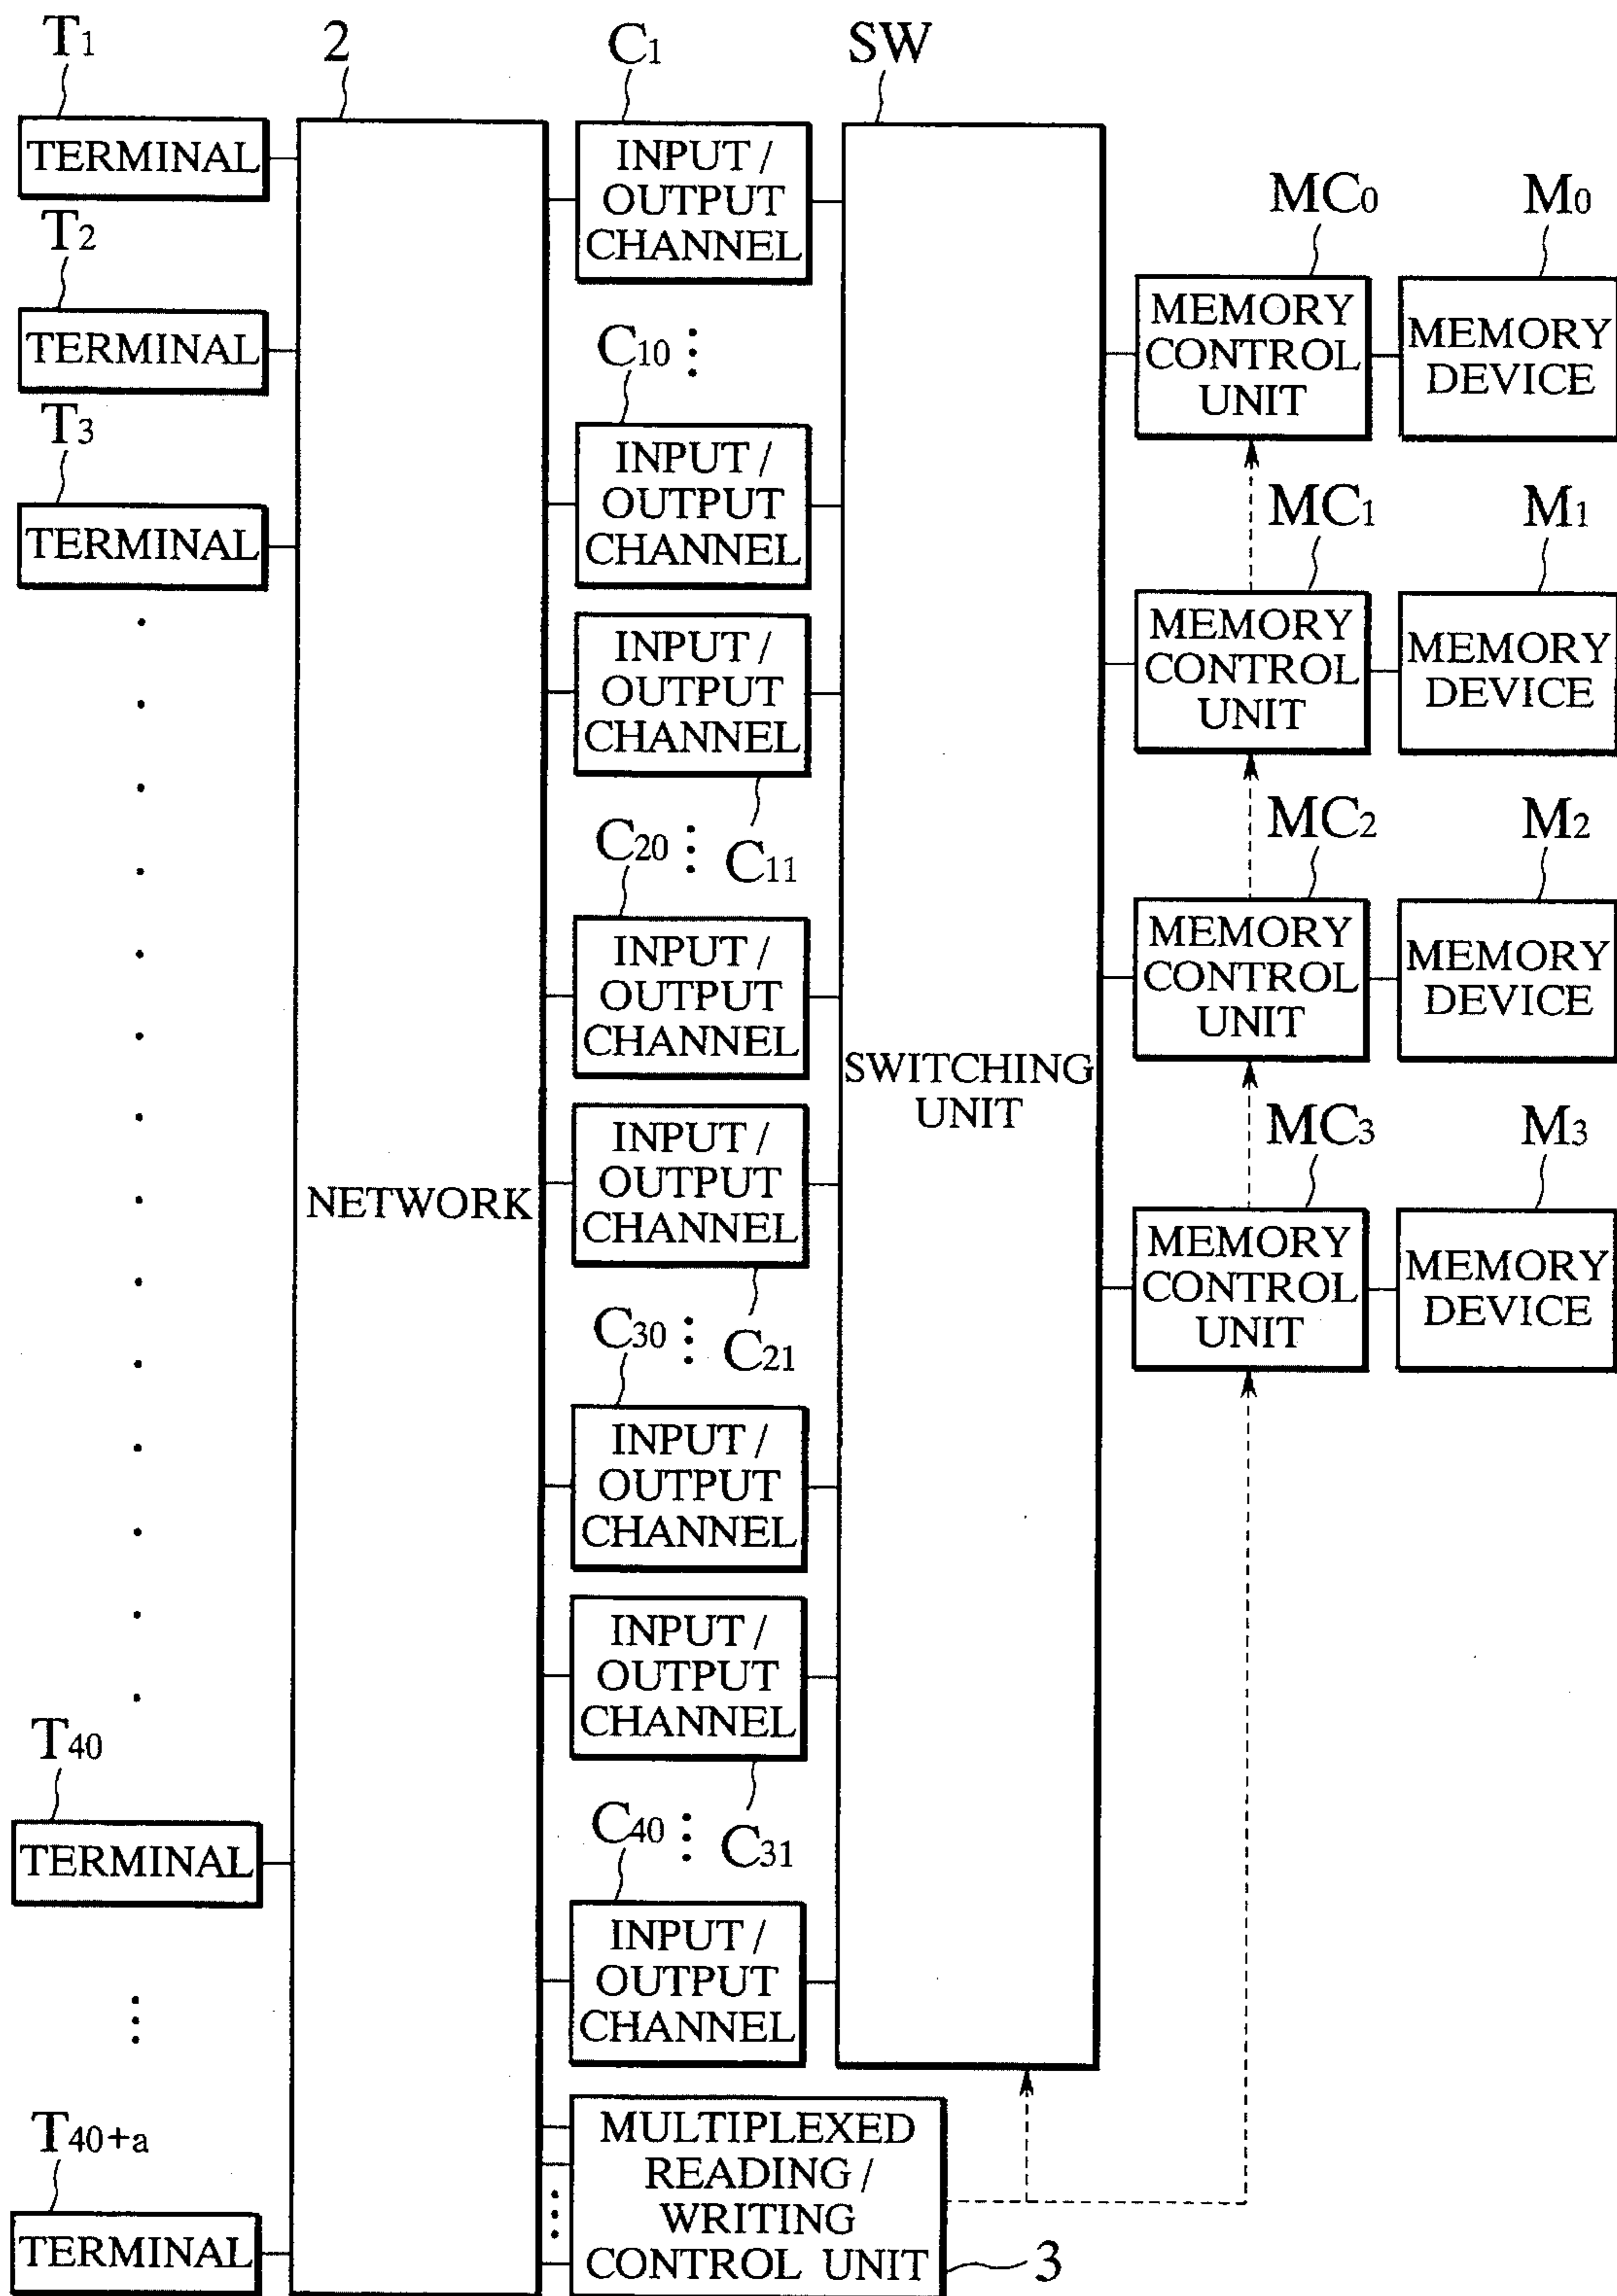 T1
2
C1
SW
TERMINAL
INPUT /
OUTPUT
CHANNEL
MC0
M0
T2
TERMINAL
C10
MEMORY
CONTROL
UNIT
MEMORY
DEVICE
T3
TERMINAL
INPUT /
OUTPUT
CHANNEL
MC1
M1
INPUT /
OUTPUT
CHANNEL
MEMORY
CONTROL
UNIT
MEMORY
DEVICE
C20
C11
MC2
M2
INPUT /
OUTPUT
CHANNEL
MEMORY
CONTROL
UNIT
MEMORY
DEVICE
SWITCHING
UNIT
NETWORK
INPUT /
OUTPUT
CHANNEL
MC3
M3
C30
C21
MEMORY
CONTROL
UNIT
MEMORY
DEVICE
INPUT /
OUTPUT
CHANNEL
INPUT /
OUTPUT
CHANNEL
T40
TERMINAL
C40
C31
INPUT /
OUTPUT
CHANNEL
T40+a
TERMINAL
MULTIPLEXED
READING /
WRITING
CONTROL UNIT
3